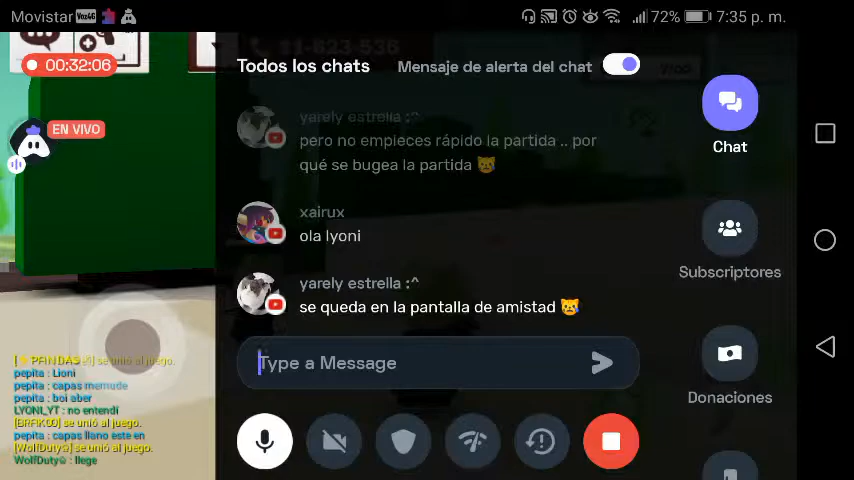 Movistar VoZ4G 72% 7:35 p. m.
00:32:06
EN VIVO
Todos los chats
Mensaje de alerta del chat
yarely estrella :^
pero no empieces rápido la partida .. por
qué se bugea la partida 😿
xairux
ola lyoni
yarely estrella :^
se queda en la pantalla de amistad 😿
Type a Message
Chat
Subscriptores
Donaciones
se unió al juego.
pepita : Lioni
pepita : capas memude
pepita : boi aber
LYONI_YT : no entendi
se unió al juego.
pepita : capas llano este en
[WolfDuty☺] se unió al juego.
WolfDuty☺ : llege